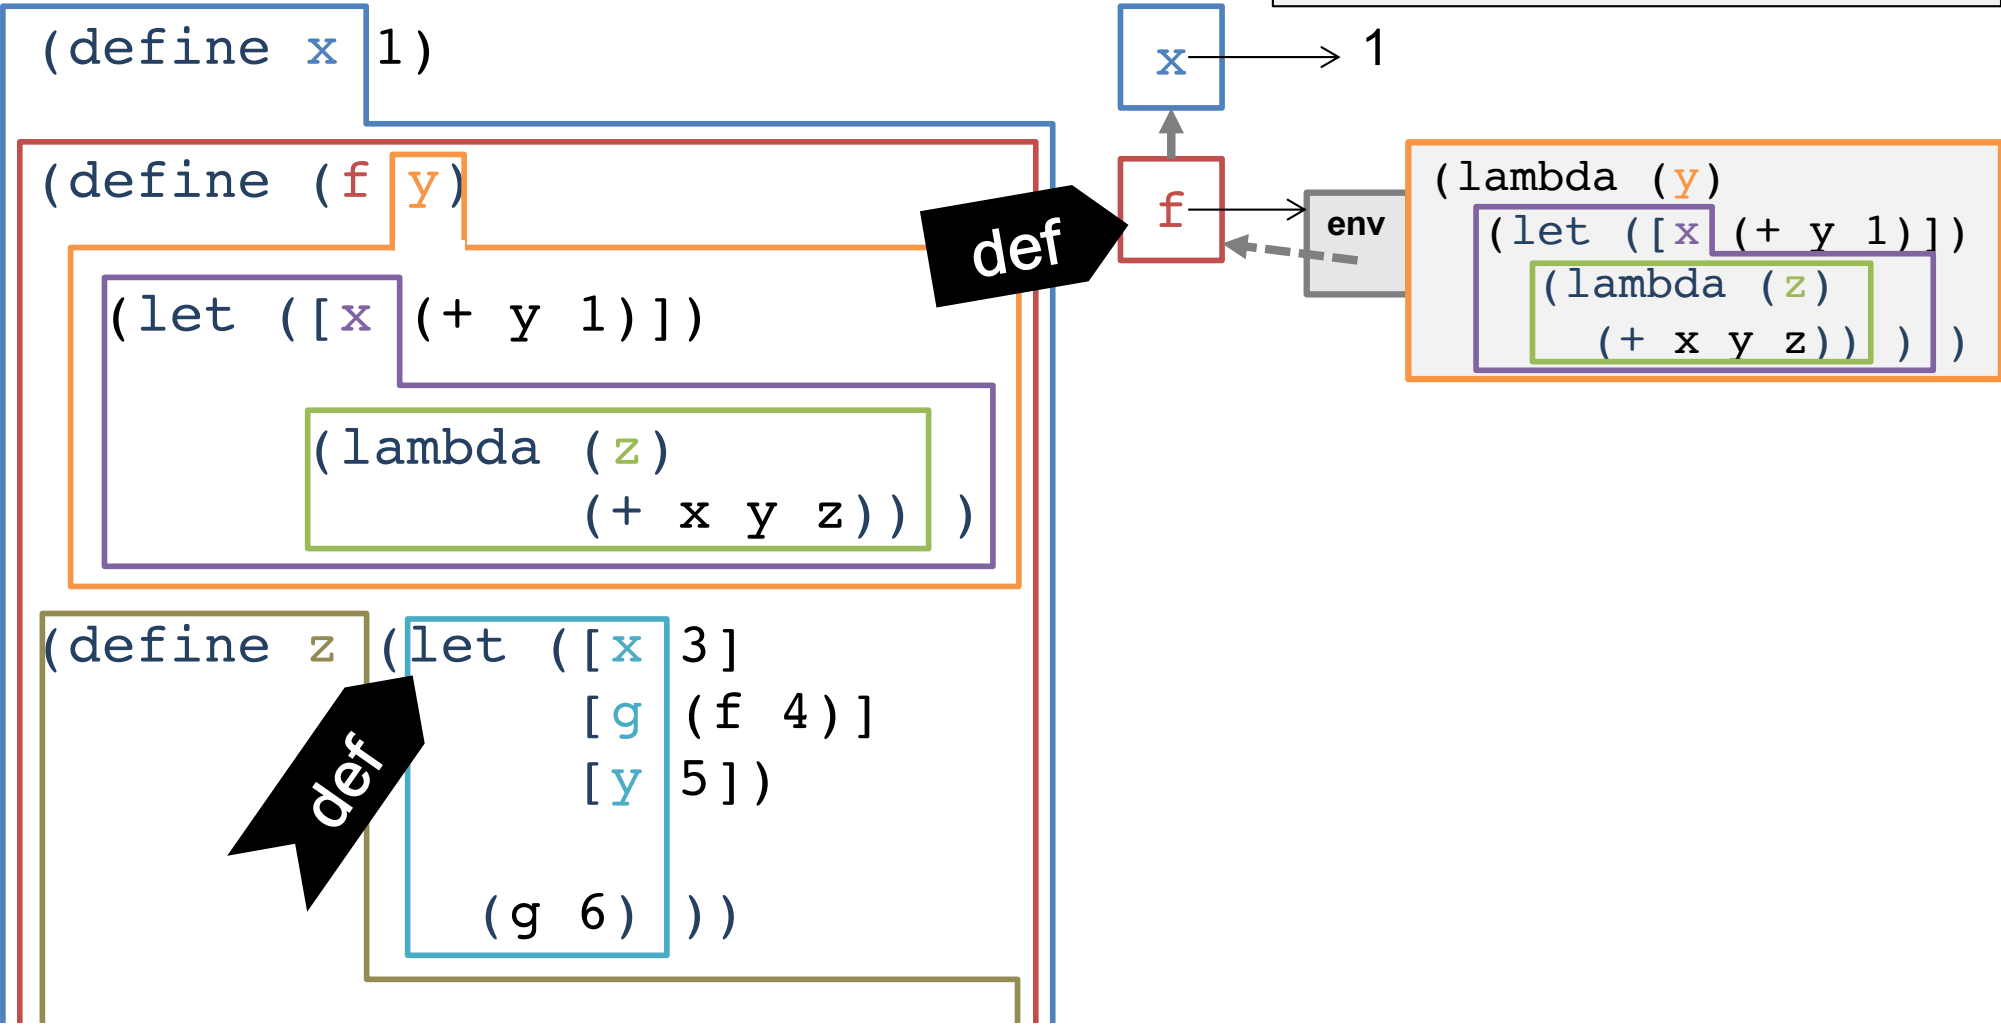 (define x 1)
(define (f y)
(let ([x (+ y 1)])
(lambda (z)
(+ x y z)) )
(define z (let ([x 3]
[g (f 4)]
[y 5])
(g 6) ))
def
def
x
1
f
env
(lambda (y)
(let ([x (+ y 1)])
(lambda (z)
(+ x y z)) ) )